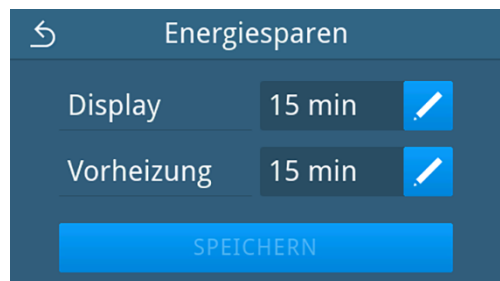 Energiesparen
Display 15 min
Vorheizung 15 min
SPEICHERN